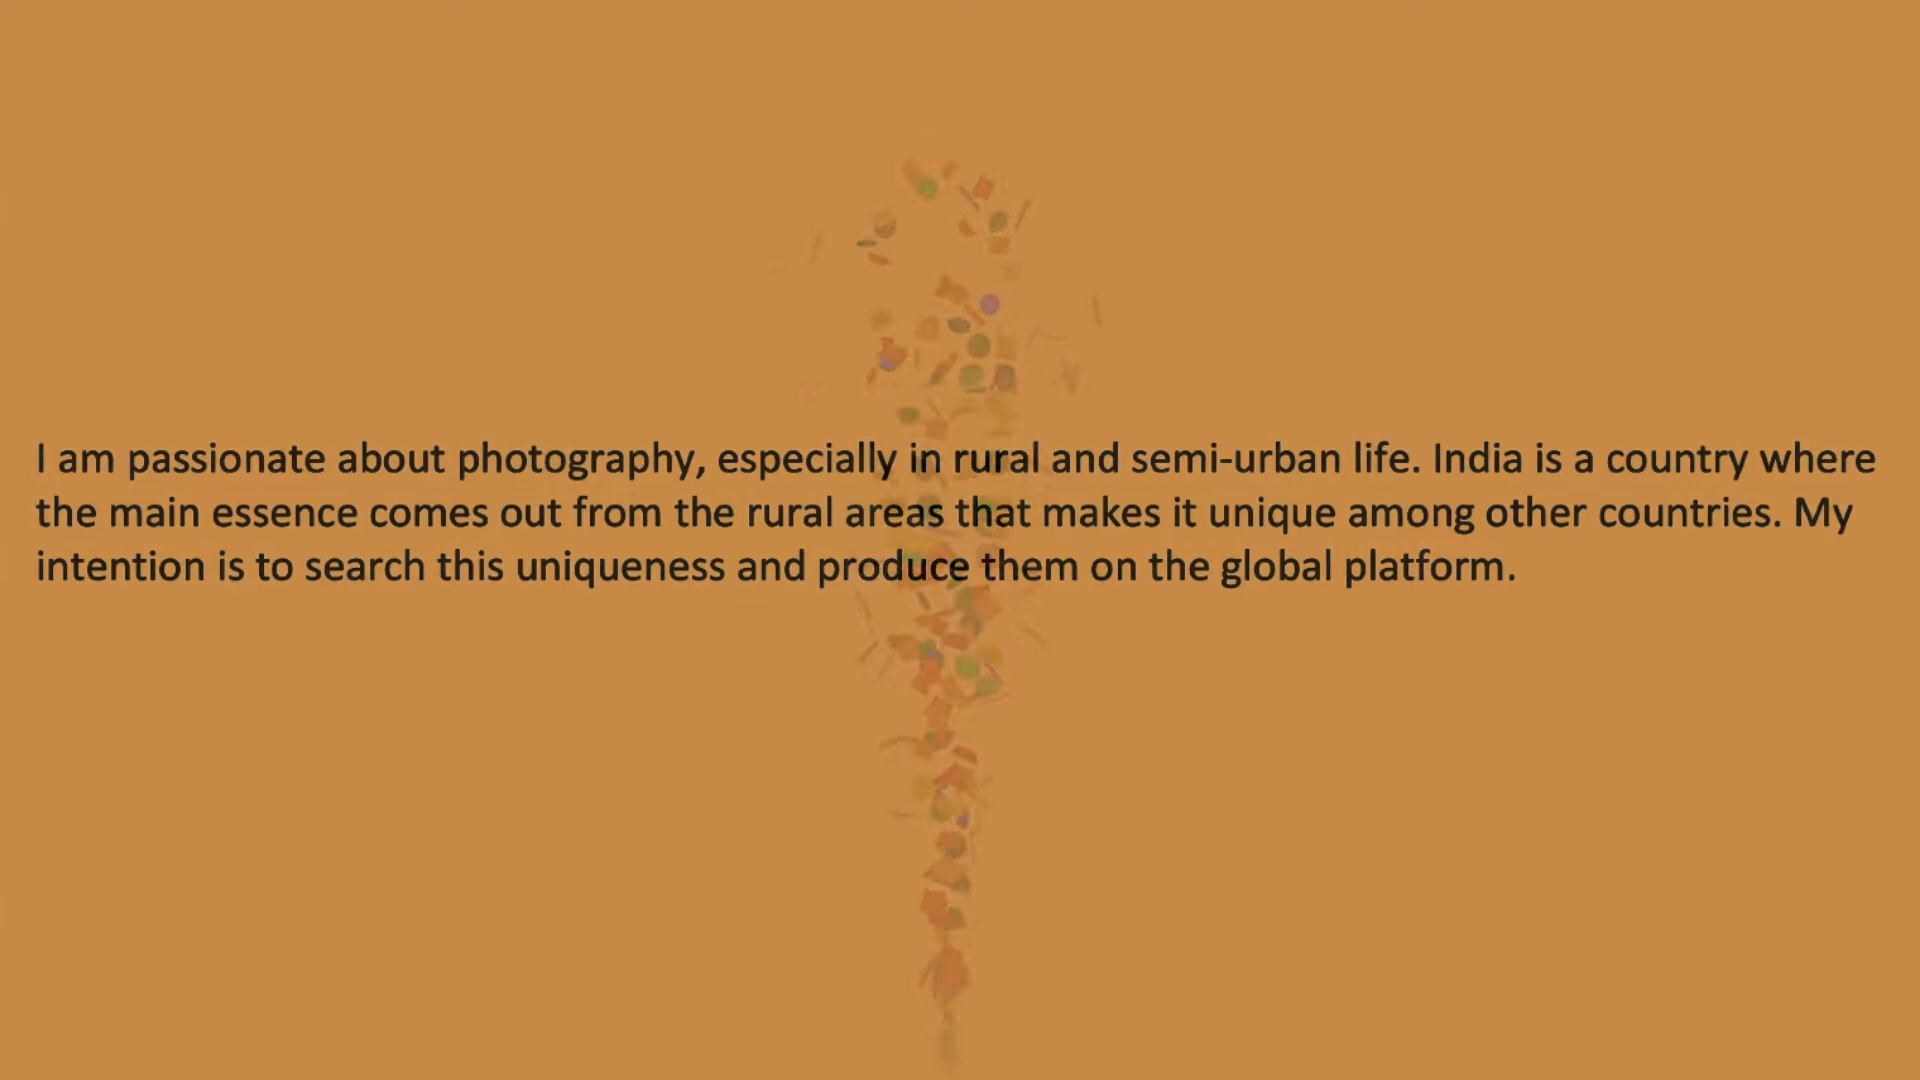 I am passionate about photography, especially in rural and semi-urban life. India is a country where
the main essence comes out from the rural areas that makes it unique among other countries. My
intention is to search this uniqueness and produce them on the global platform.